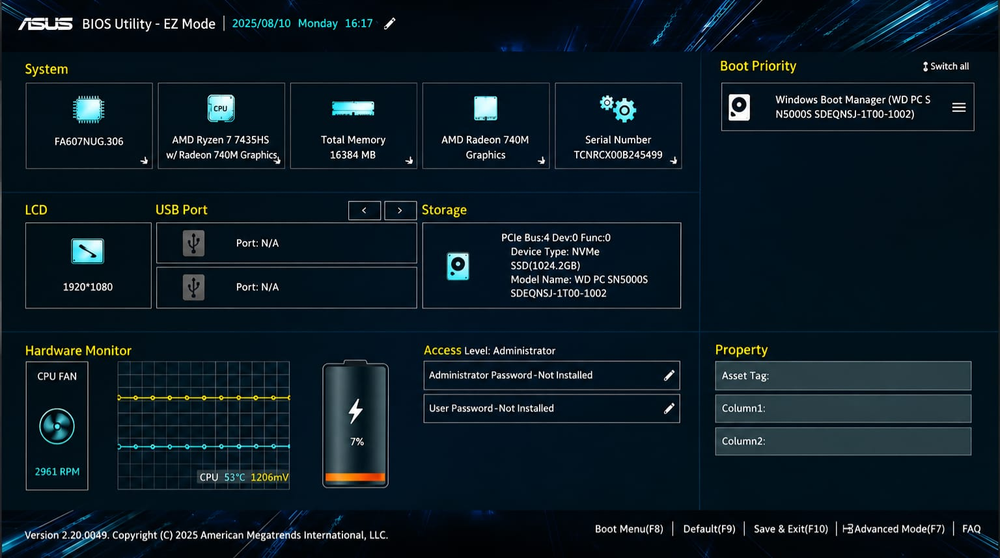 ASUS BIOS Utility - EZ Mode 2025/08/10 Monday 16:17
System
FA607NUG.306
AMD Ryzen 7 7435HS
w/ Radeon 740M Graphics
Total Memory
16384 MB
AMD Radeon 740M
Graphics
Serial Number
TCNRCX00B245499
Boot Priority
Switch all
Windows Boot Manager (WD PC S
N5000S SDEQNSJ-1T00-1002)
LCD
1920*1080
USB Port
< >
Port: N/A
Port: N/A
Storage
PCIe Bus:4 Dev:0 Func:0
Device Type: NVMe
SSD(1024.2GB)
Model Name: WD PC SN5000S
SDEQNSJ-1T00-1002
Hardware Monitor
CPU FAN
2961 RPM
CPU 53°C 1206mV
7%
Access Level: Administrator
Administrator Password - Not Installed
User Password - Not Installed
Property
Asset Tag:
Column1:
Column2:
Version 2.20.0049. Copyright (C) 2025 American Megatrends International, LLC.
Boot Menu(F8) Default(F9) Save & Exit(F10) Advanced Mode(F7) FAQ